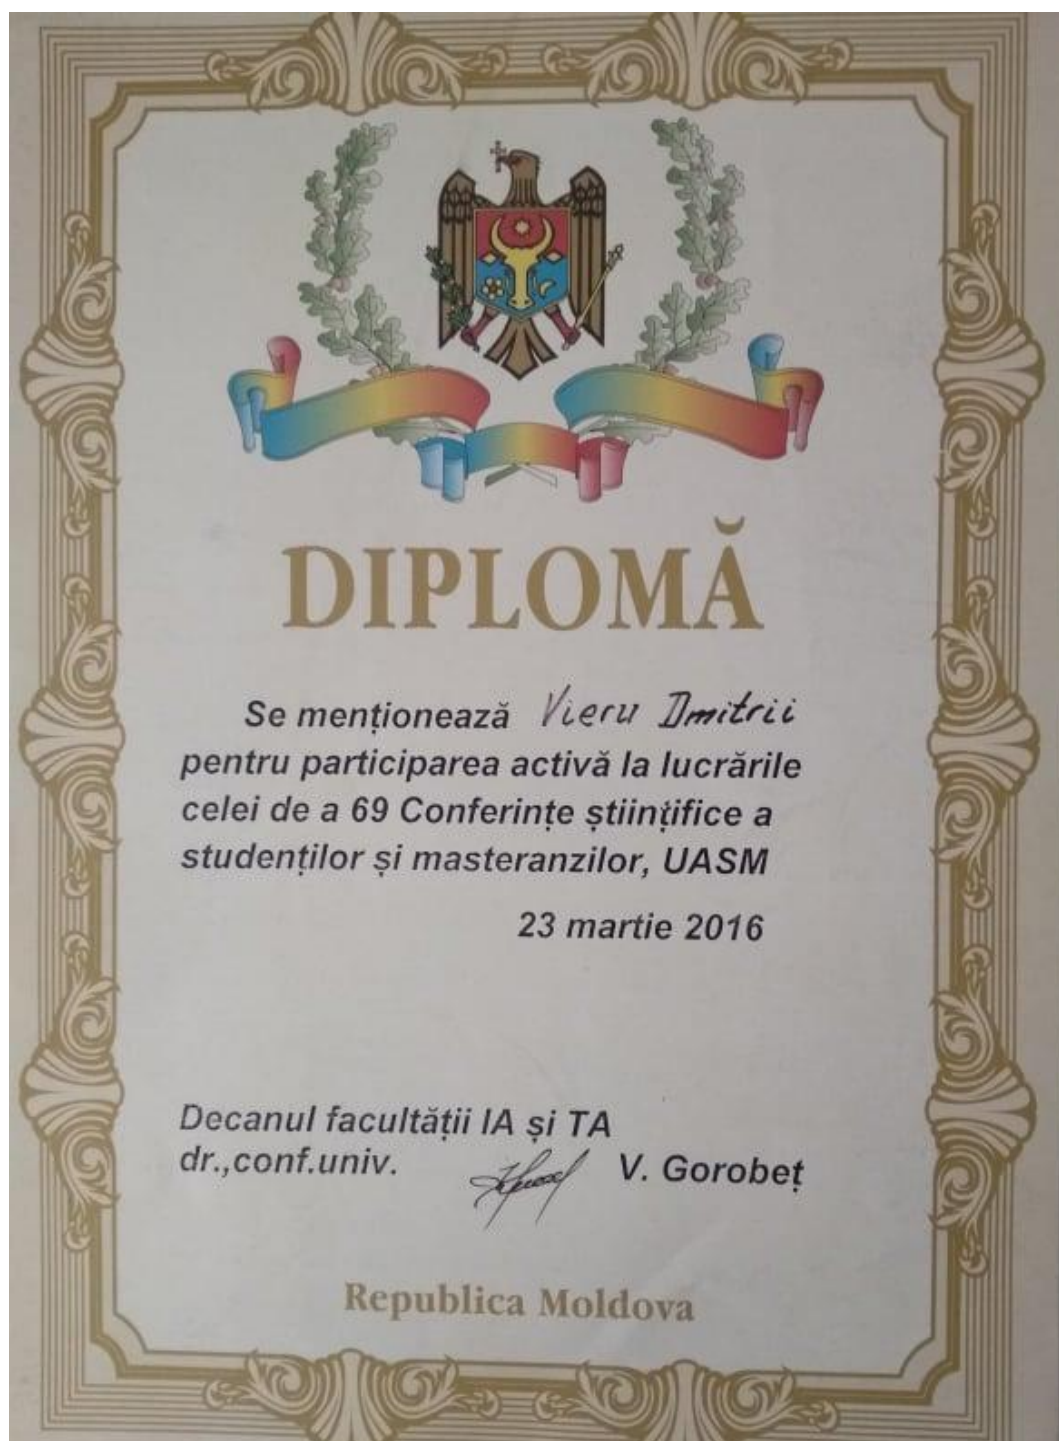 DIPLOMĂ
Se menționează Vieru Dmitrii
pentru participarea activă la lucrările
celei de a 69 Conferințe științifice a
studenților și masteranzilor, UASM
23 martie 2016
Decanul facultății IA și TA
dr.,conf.univ. V. Gorobeț
Republica Moldova